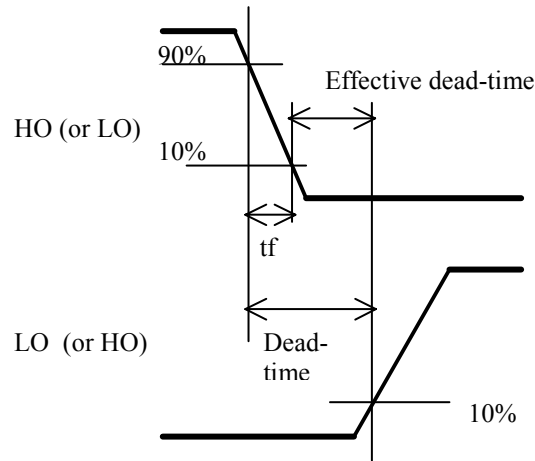 90%
Effective dead-time
HO (or LO)
10%
tf
LO (or HO)
Dead-
time
10%